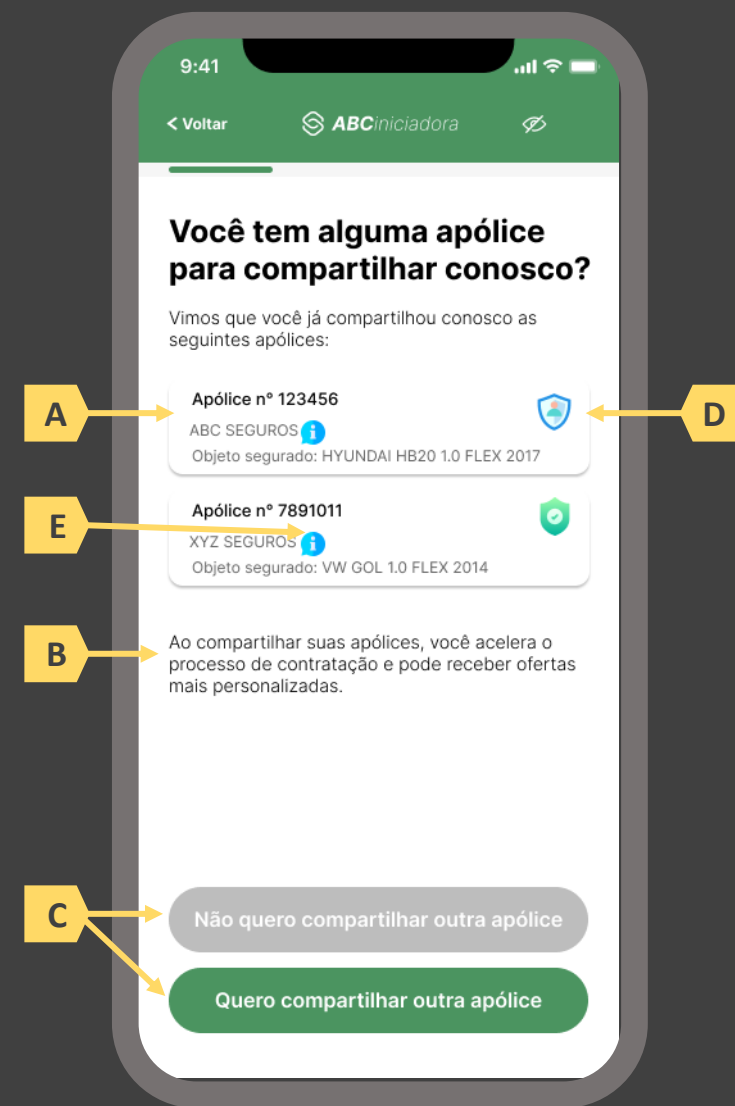 9:41
< Voltar
ABCiniciadora
Você tem alguma apólice
para compartilhar conosco?
Vimos que você já compartilhou conosco as
seguintes apólices:
A
Apólice n° 123456
D
ABC SEGUROS i
Objeto segurado: HYUNDAI HB20 1.0 FLEX 2017
E
Apólice n° 7891011
XYZ SEGUROS i
Objeto segurado: VW GOL 1.0 FLEX 2014
B
Ao compartilhar suas apólices, você acelera o
processo de contratação e pode receber ofertas
mais personalizadas.
C
Não quero compartilhar outra apólice
Quero compartilhar outra apólice